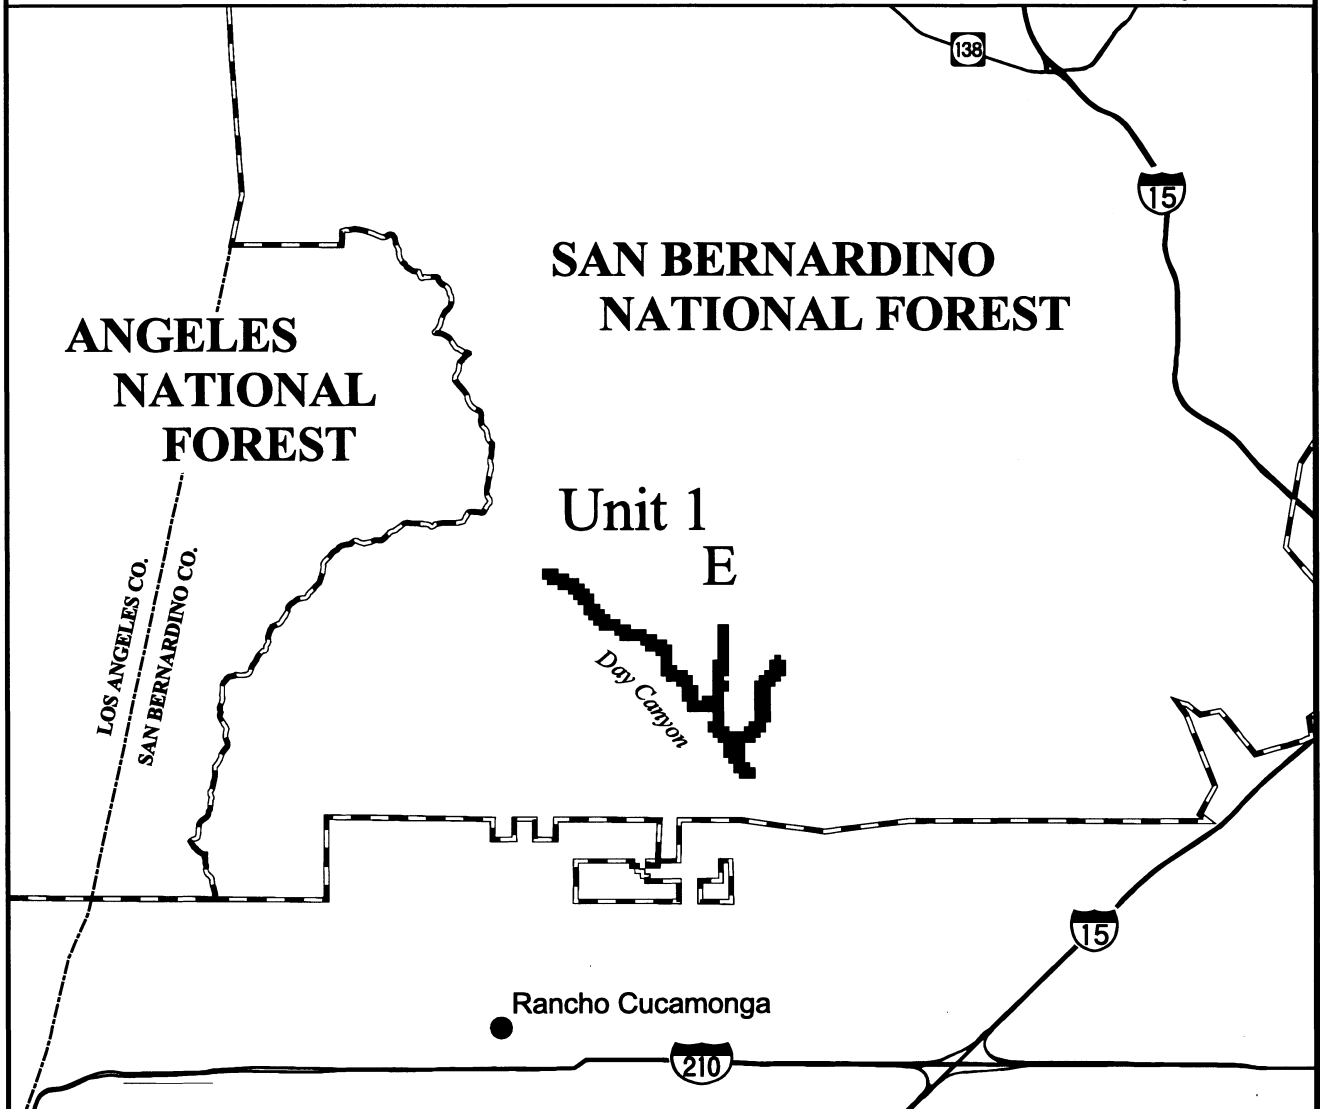 138
15
SAN BERNARDINO
NATIONAL FOREST
ANGELES
NATIONAL
FOREST
Unit 1
E
LOS ANGELES CO.
SAN BERNARDINO CO.
Day Canyon
15
Rancho Cucamonga
210